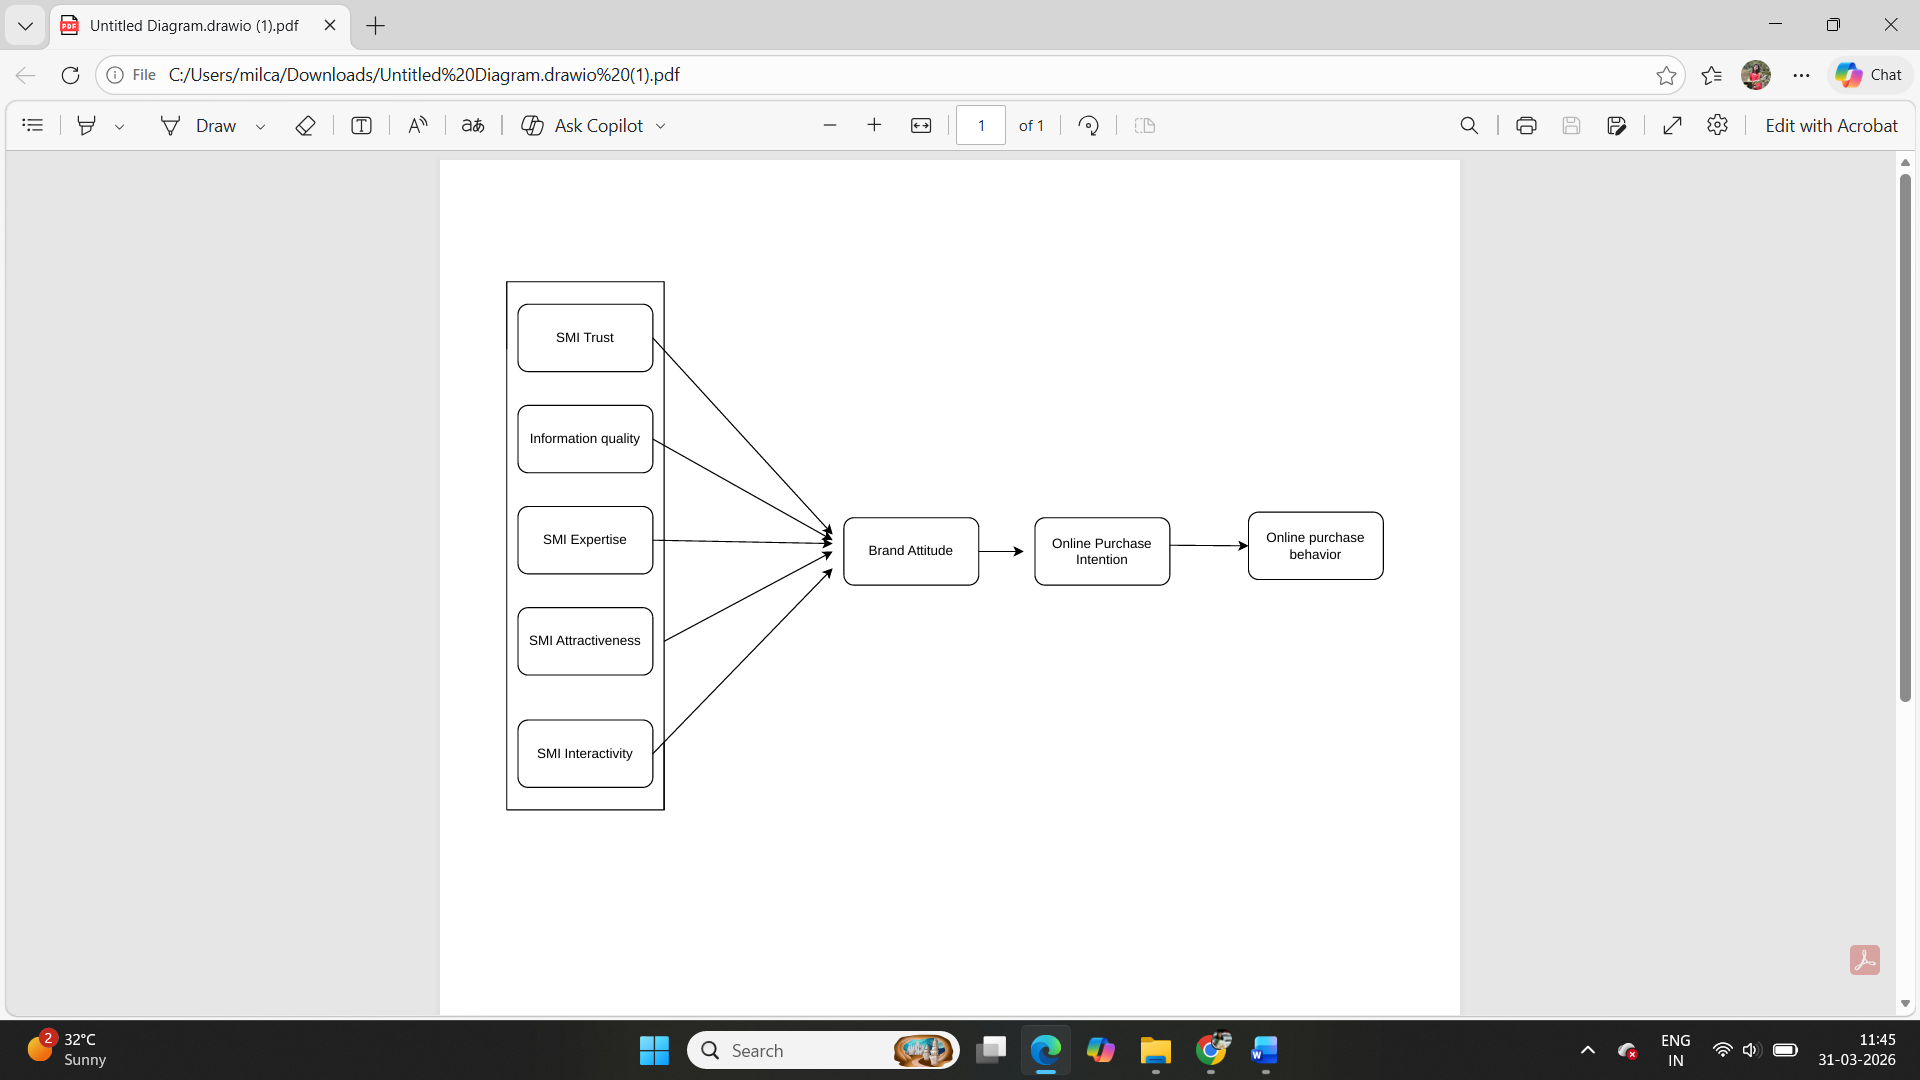 Untitled Diagram.drawio (1).pdf
File C:/Users/milca/Downloads/Untitled%20Diagram.drawio%20(1).pdf
Chat
Draw
Ask Copilot
1 of 1
Edit with Acrobat
SMI Trust
Information quality
SMI Expertise
SMI Attractiveness
SMI Interactivity
Brand Attitude
Online Purchase
Intention
Online purchase
behavior
2
32°C
Sunny
Search
ENG
IN
11:45
31-03-2026